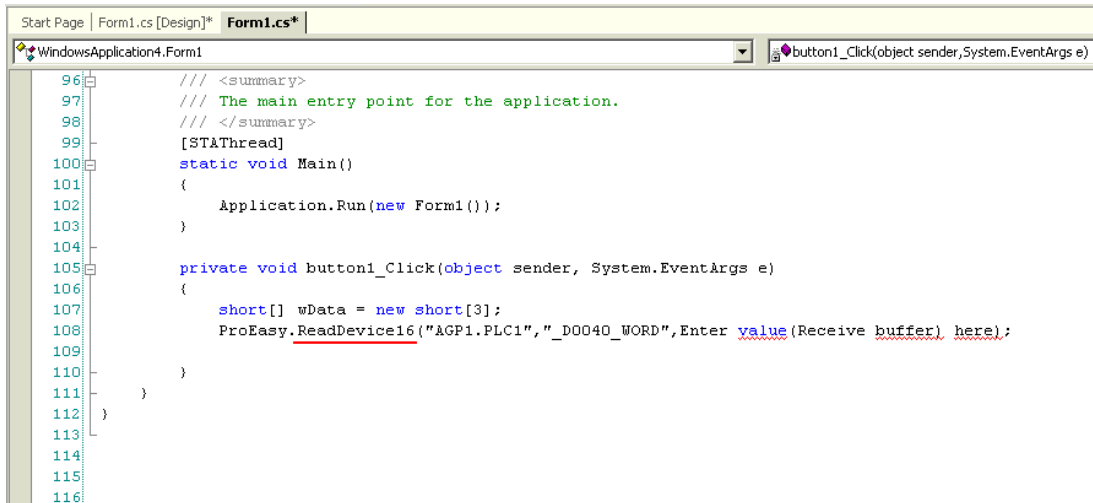 Start Page | Form1.cs [Design]* Form1.cs*
WindowsApplication4.Form1 button1_Click(object sender,System.EventArgs e)
96 /// <summary>
97 /// The main entry point for the application.
98 /// </summary>
99 [STAThread]
100 static void Main()
101 {
102 Application.Run(new Form1());
103 }
104
105 private void button1_Click(object sender, System.EventArgs e)
106 {
107 short[] wData = new short[3];
108 ProEasy.ReadDevice16("AGP1.PLC1","_D0040_WORD",Enter value(Receive buffer) here);
109
110 }
111 }
112 }
113
114
115
116